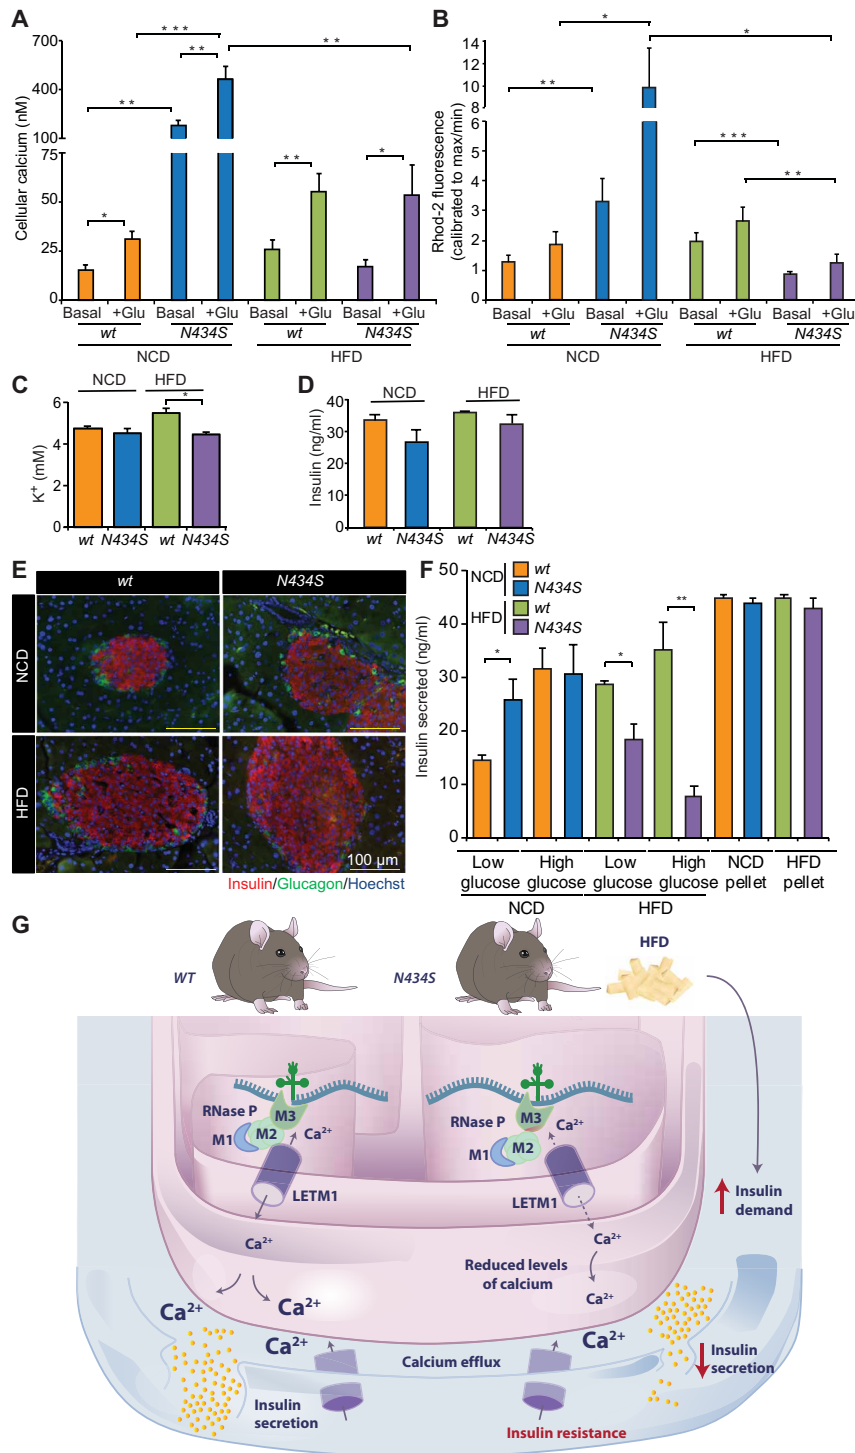 A
Cellular calcium (nM)
700
400
100
75
50
25
0
*
**
**
***
**
**
*
Basal +Glu Basal +Glu Basal +Glu Basal +Glu
wt N434S wt N434S
NCD HFD
B
Rhod-2 fluorescence
(calibrated to max/min)
14
12
10
8
6
5
4
3
2
1
0
**
*
*
***
**
Basal +Glu Basal +Glu Basal +Glu Basal +Glu
wt N434S wt N434S
NCD HFD
C
NCD HFD
*
K+ (mM)
6
4
2
0
wt N434S wt N434S
D
NCD HFD
Insulin (ng/ml)
40
30
20
10
0
wt N434S wt N434S
E
wt N434S
NCD
HFD
100 µm
Insulin/Glucagon/Hoechst
F
NCD wt
N434S
HFD wt
N434S
Insulin secreted (ng/ml)
50
40
30
20
10
0
*
*
**
Low glucose
High glucose
Low glucose
High glucose
NCD pellet
HFD pellet
NCD HFD
G
WT
N434S
HFD
RNase P
M1
M2
M3
Ca2+
LETM1
Ca2+
Ca2+
Ca2+
Ca2+
RNase P
M1
M2
M3
Ca2+
LETM1
Ca2+
Reduced levels
of calcium
Ca2+
Ca2+
Calcium efflux
Insulin
demand
Insulin
secretion
Insulin
secretion
Insulin resistance